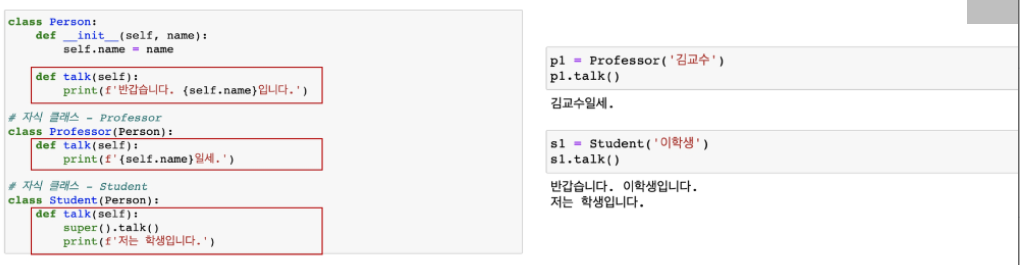 class Person:
    def __init__(self, name):
        self.name = name
    def talk(self):
        print(f'반갑습니다. {self.name}입니다.')
# 자식 클래스 - Professor
class Professor(Person):
    def talk(self):
        print(f'{self.name}일세.')
# 자식 클래스 - Student
class Student(Person):
    def talk(self):
        super().talk()
        print(f'저는 학생입니다.')
p1 = Professor('김교수')
p1.talk()
김교수일세.
s1 = Student('이학생')
s1.talk()
반갑습니다. 이학생입니다.
저는 학생입니다.